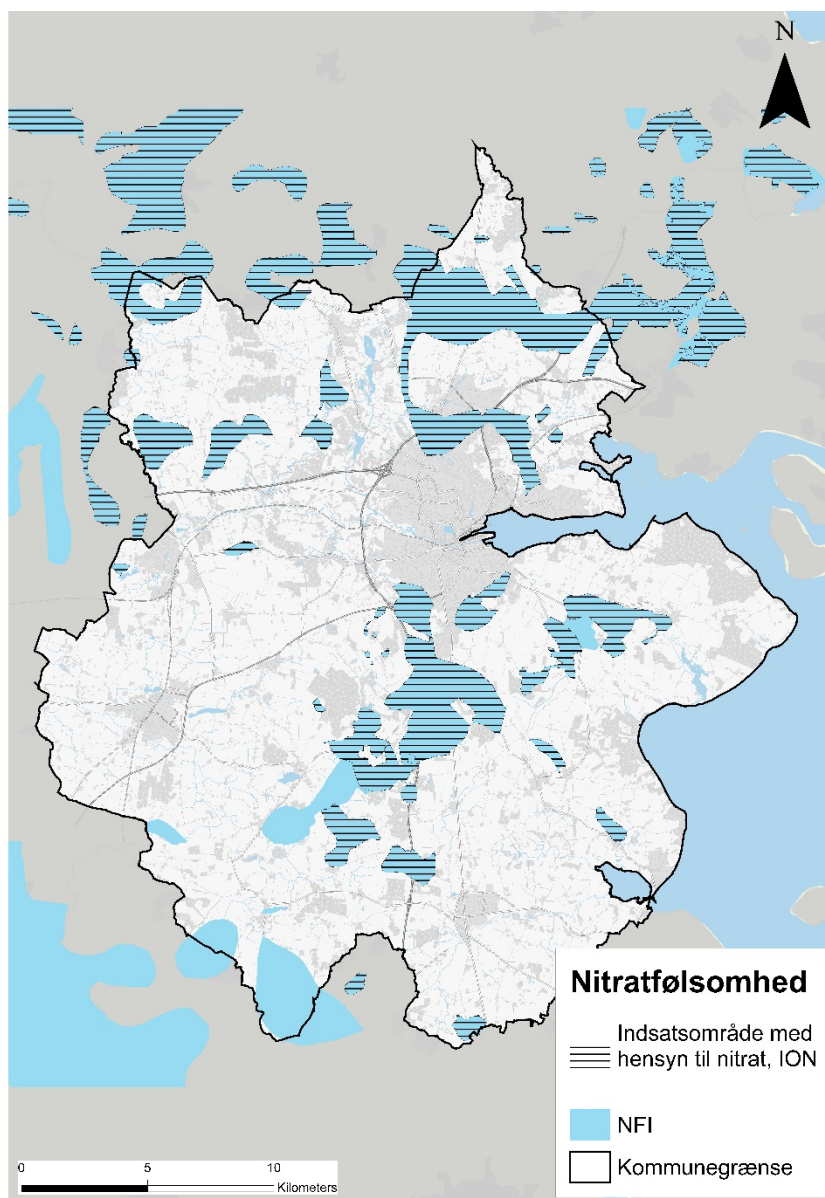 N
Nitratfølsomhed
Indsatsområde med
hensyn til nitrat, ION
NFI
Kommunegrænse
0 5 10
Kilometers